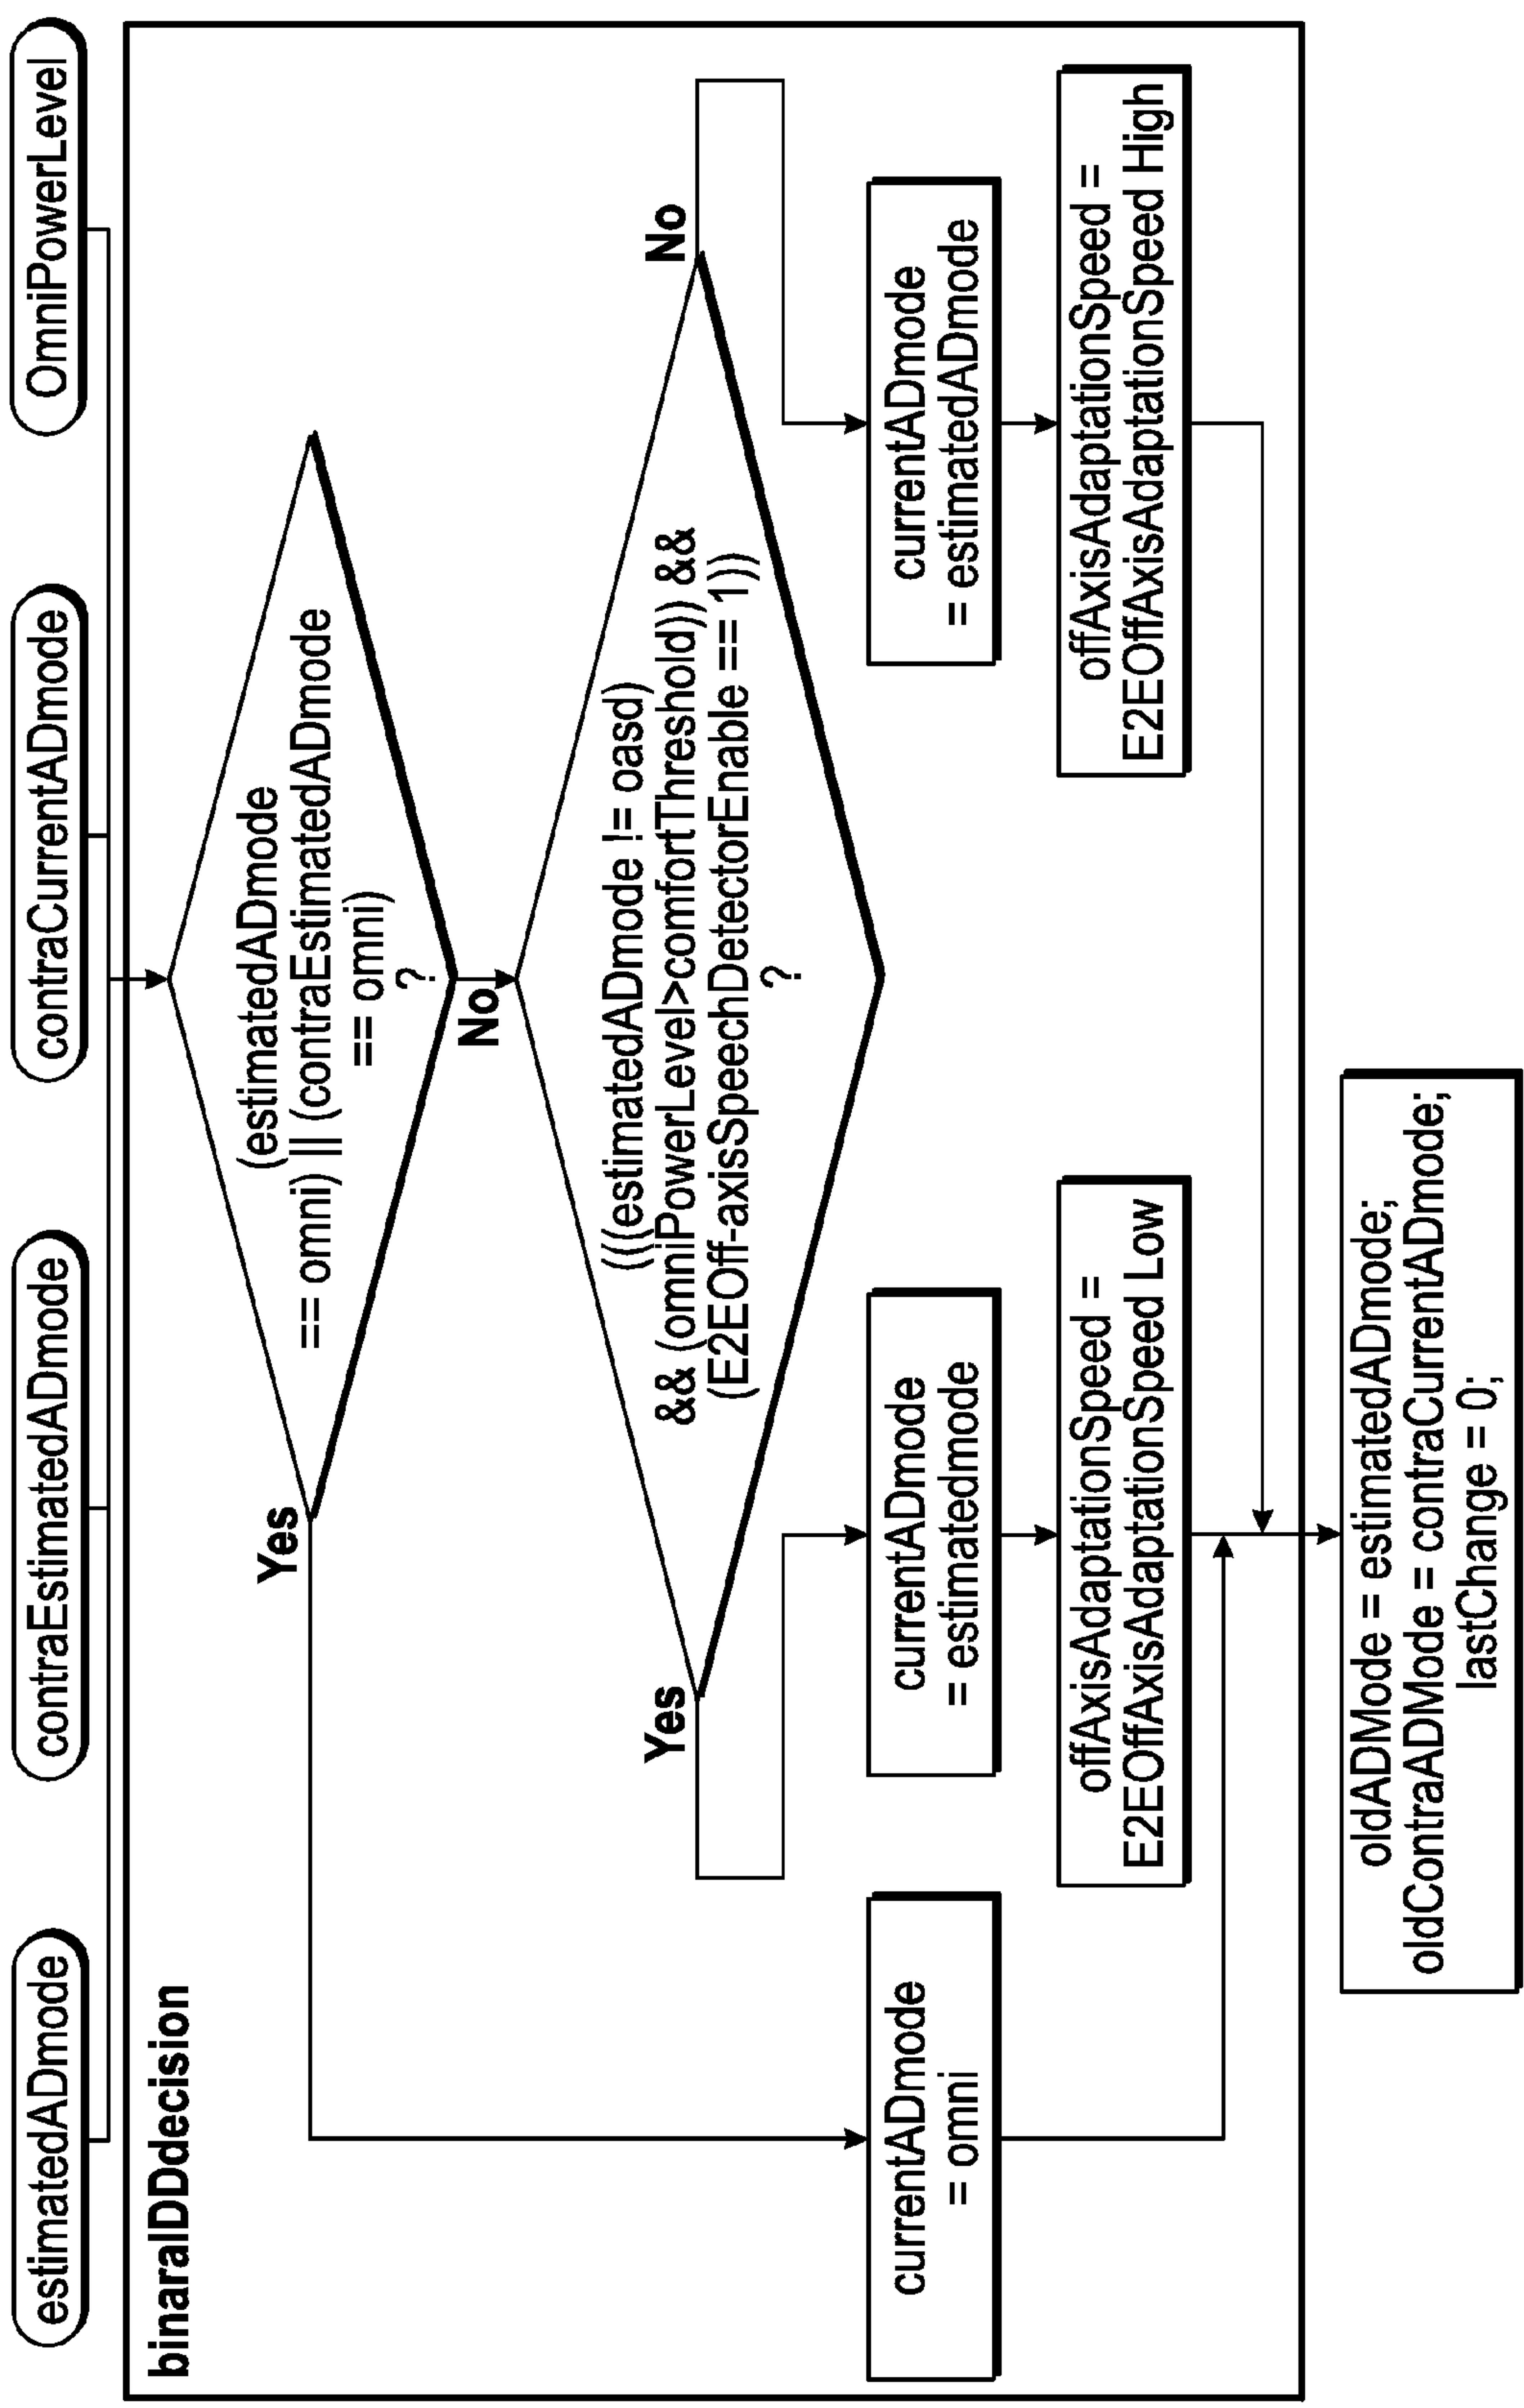 estimatedADmode
contraEstimatedADmode
contraCurrentADmode
OmniPowerLevel
binaralDDdecision
(estimatedADmode
== omni) || (contraEstimatedADmode
== omni)
?
Yes
No
(((estimatedADmode != oasd)
&& (omniPowerLevel>comfortThreshold)) &&
(E2EOff-axisSpeechDetectorEnable == 1))
?
Yes
No
currentADmode
= omni
currentADmode
= estimatedmode
currentADmode
= estimatedADmode
offAxisAdaptationSpeed =
E2EOffAxisAdaptationSpeed Low
offAxisAdaptationSpeed =
E2EOffAxisAdaptationSpeed High
oldADMode = estimatedADmode;
oldContraADMode = contraCurrentADmode;
lastChange = 0;